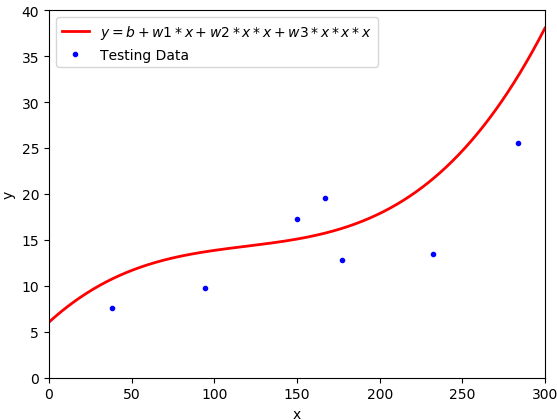 y = b + w1 * x + w2 * x * x + w3 * x * x * x
Testing Data
40
35
30
25
20
15
10
5
0
y
0 50 100 150 200 250 300
x